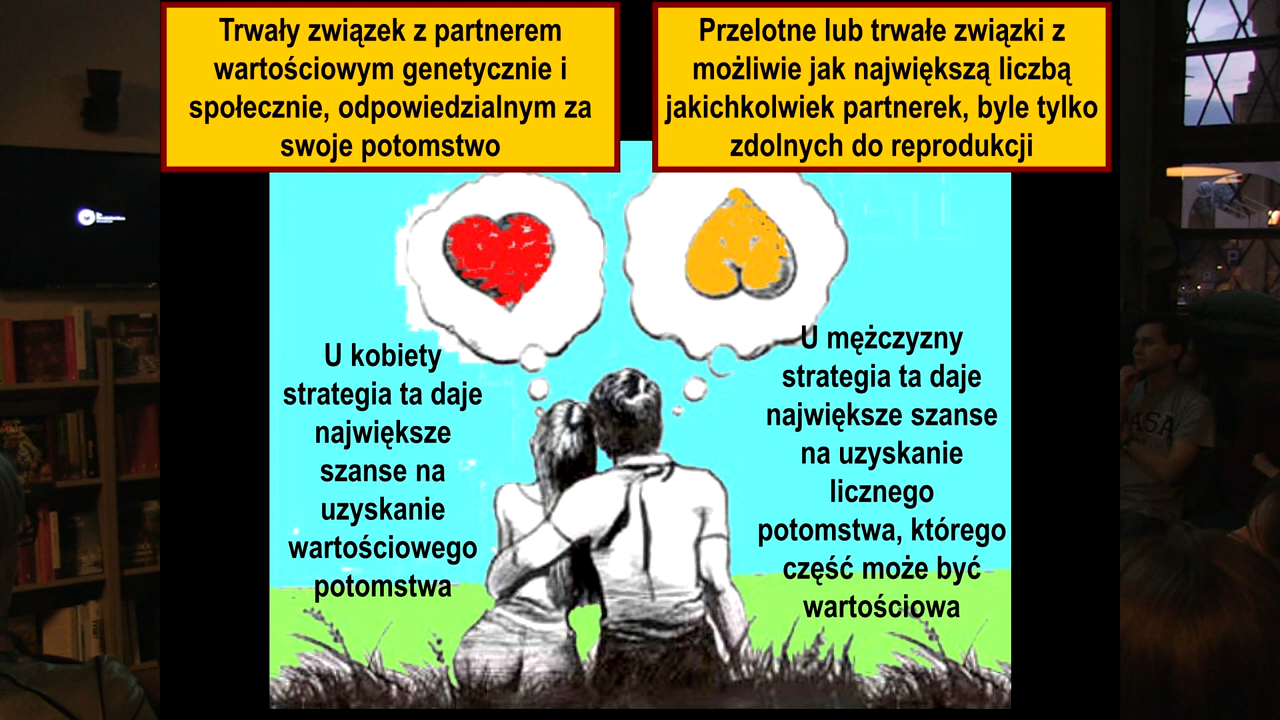 Trwały związek z partnerem
wartościowym genetycznie i
społecznie, odpowiedzialnym za
swoje potomstwo
Przelotne lub trwałe związki z
możliwie jak największą liczbą
jakichkolwiek partnerek, byle tylko
zdolnych do reprodukcji
U kobiety
strategia ta daje
największe
szanse na
uzyskanie
wartościowego
potomstwa
U mężczyzny
strategia ta daje
największe szanse
na uzyskanie
licznego
potomstwa, którego
część może być
wartościowa